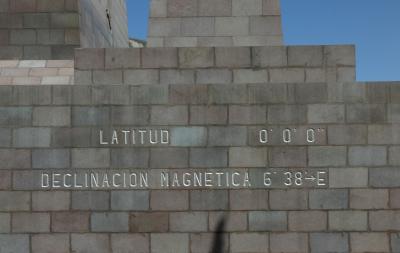 LATITUD 0° 0' 0"
DECLINACION MAGNETICA 6° 38'-E